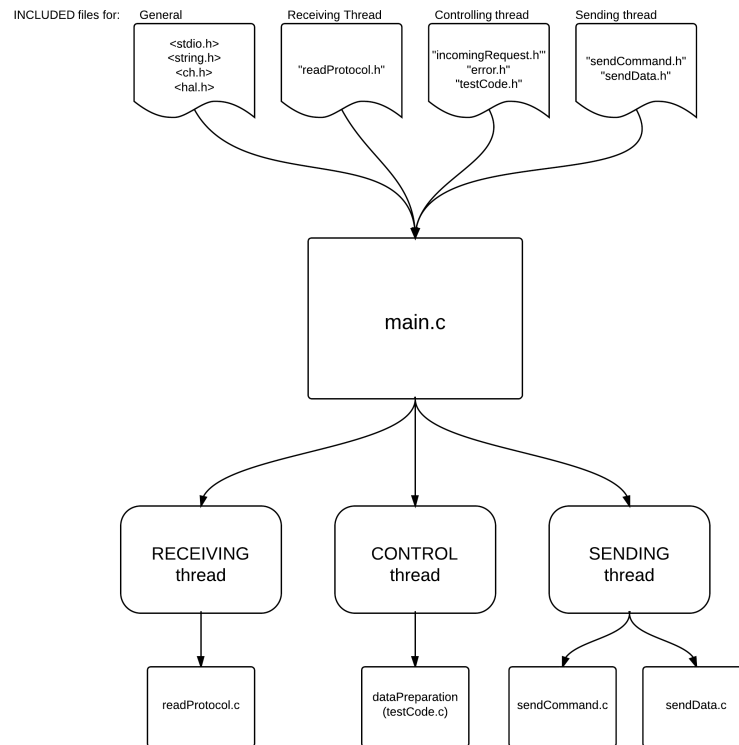 INCLUDED files for:
General
Receiving Thread
Controlling thread
Sending thread
<stdio.h>
<string.h>
<ch.h>
<hal.h>
"readProtocol.h"
"incomingRequest.h'"
"error.h"
"testCode.h"
"sendCommand.h"
"sendData.h"
main.c
RECEIVING
thread
CONTROL
thread
SENDING
thread
readProtocol.c
dataPreparation
(testCode.c)
sendCommand.c
sendData.c